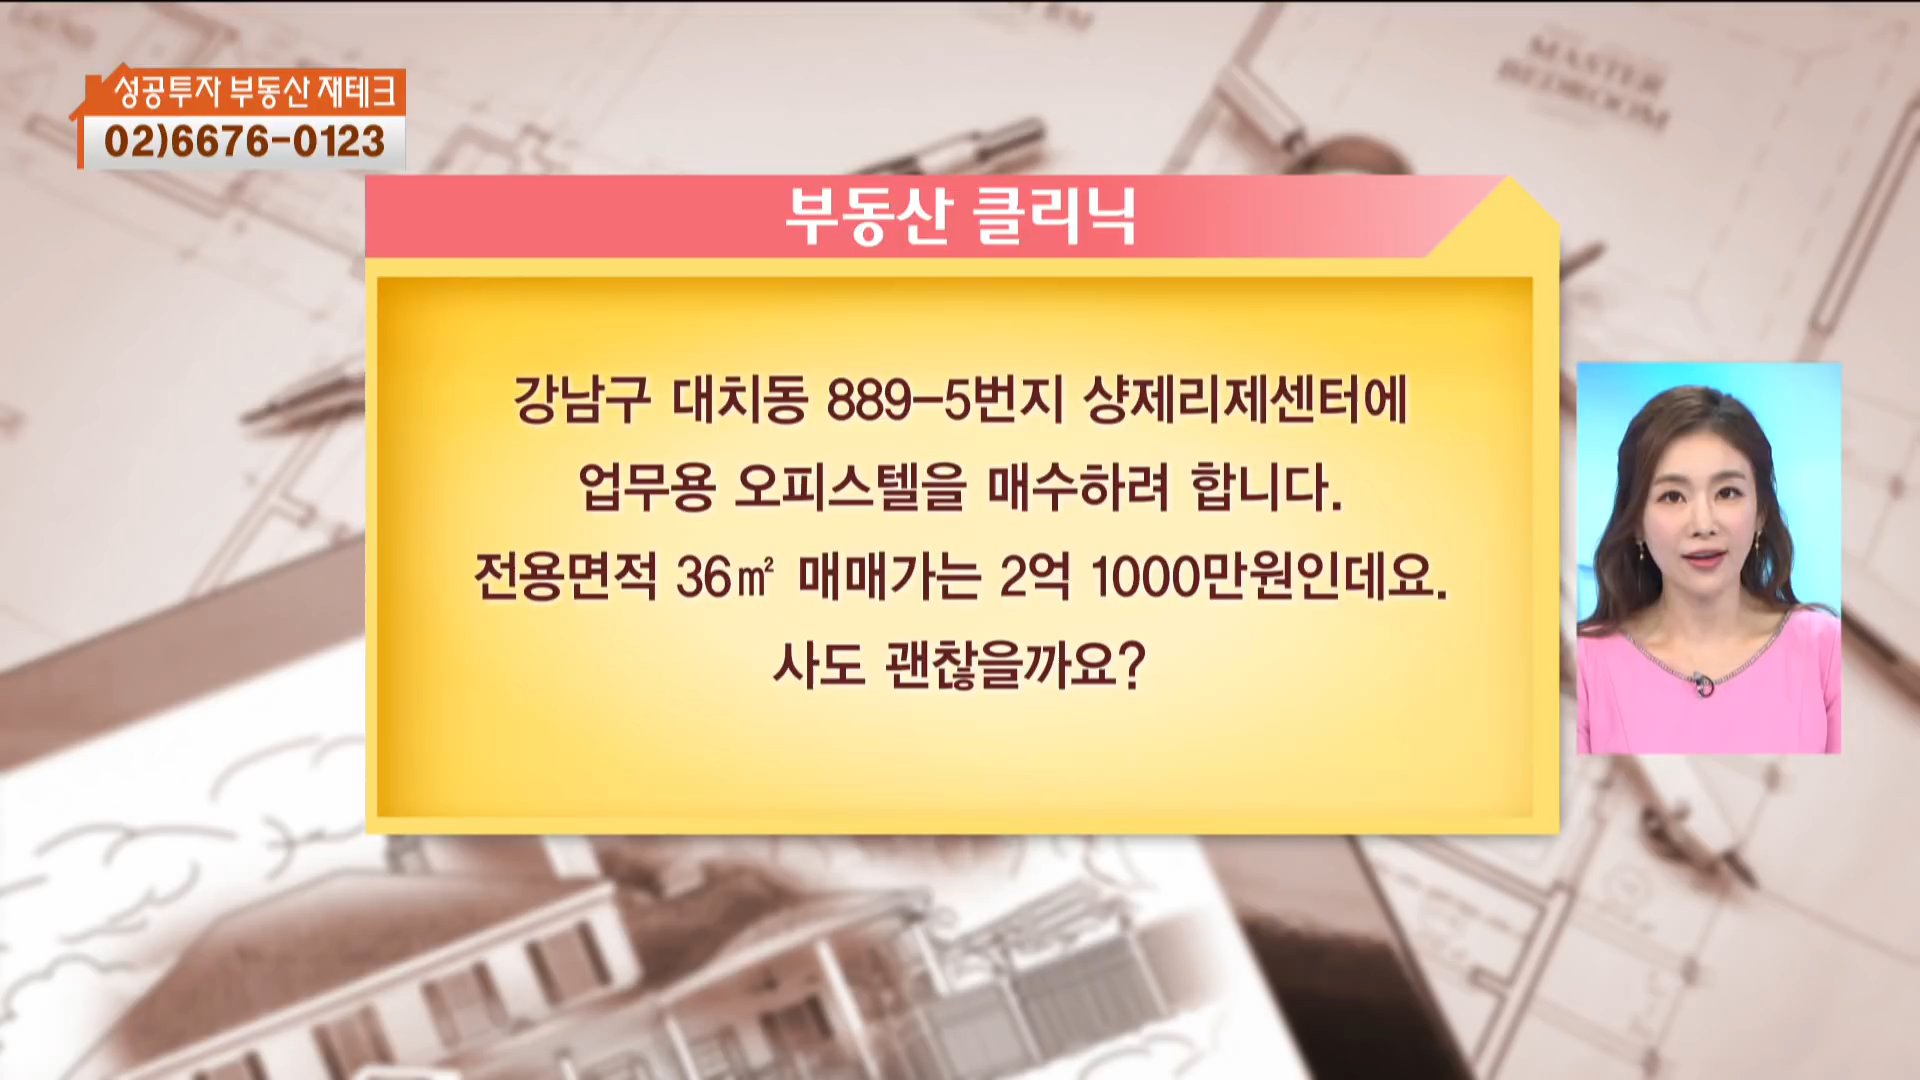 성공투자 부동산 재테크
02)6676-0123
MASTER
BEDROOM
부동산 클리닉
강남구 대치동 889-5번지 샹제리제센터에
업무용 오피스텔을 매수하려 합니다.
전용면적 36㎡ 매매가는 2억 1000만원인데요.
사도 괜찮을까요?